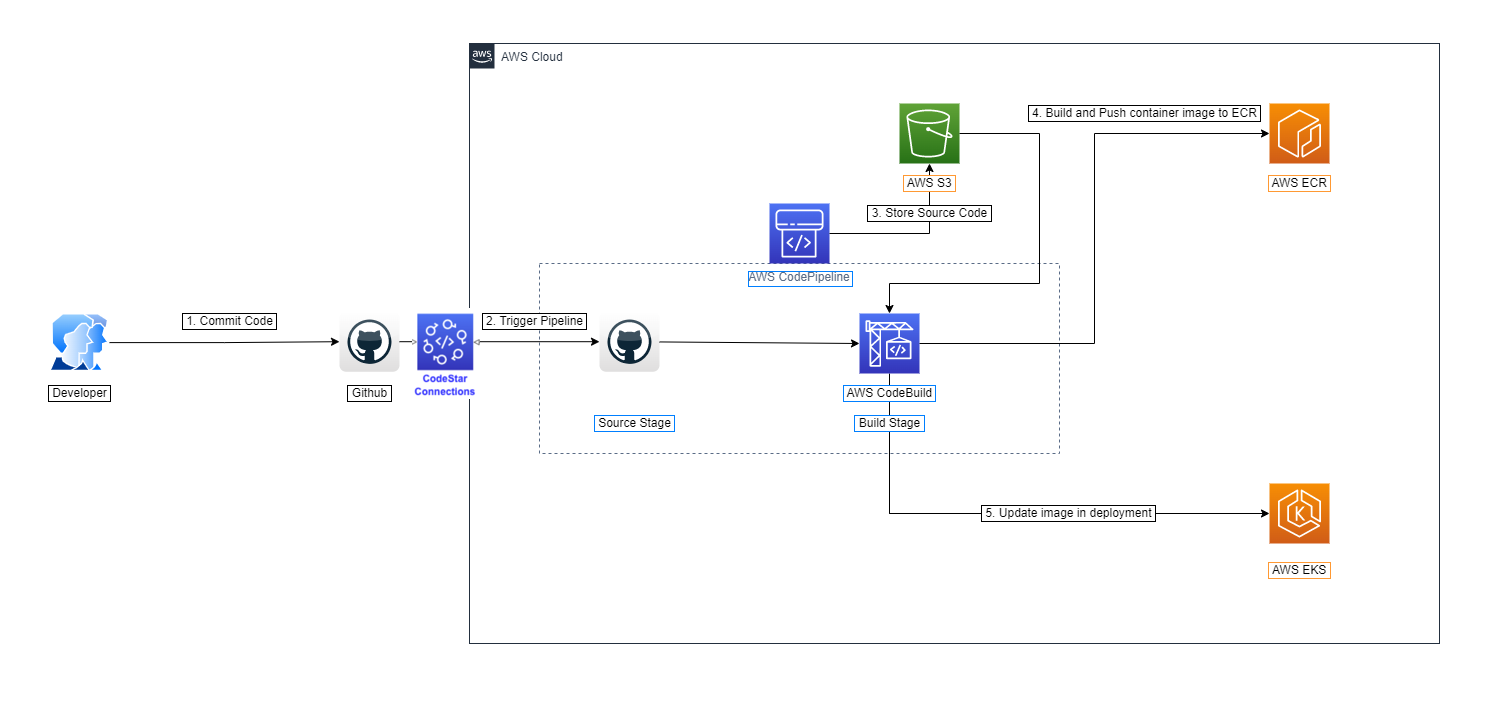 aws
AWS Cloud
4. Build and Push container image to ECR
AWS S3
AWS ECR
3. Store Source Code
AWS CodePipeline
1. Commit Code
2. Trigger Pipeline
CodeStar
Connections
Developer
Github
AWS CodeBuild
Source Stage
Build Stage
5. Update image in deployment
K
AWS EKS